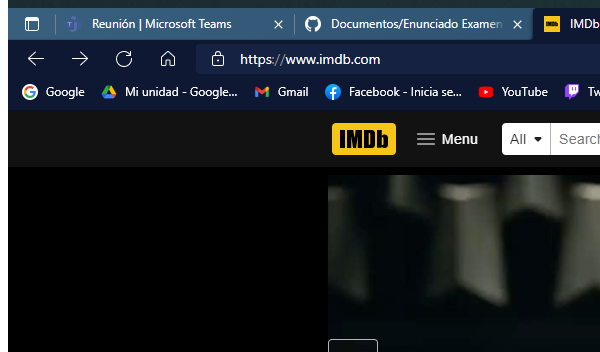 Reunión | Microsoft Teams Documentos/Enunciado Examen IMDb
https://www.imdb.com
Google Mi unidad - Google... Gmail Facebook - Inicia se... YouTube Tw
IMDb Menu All Search